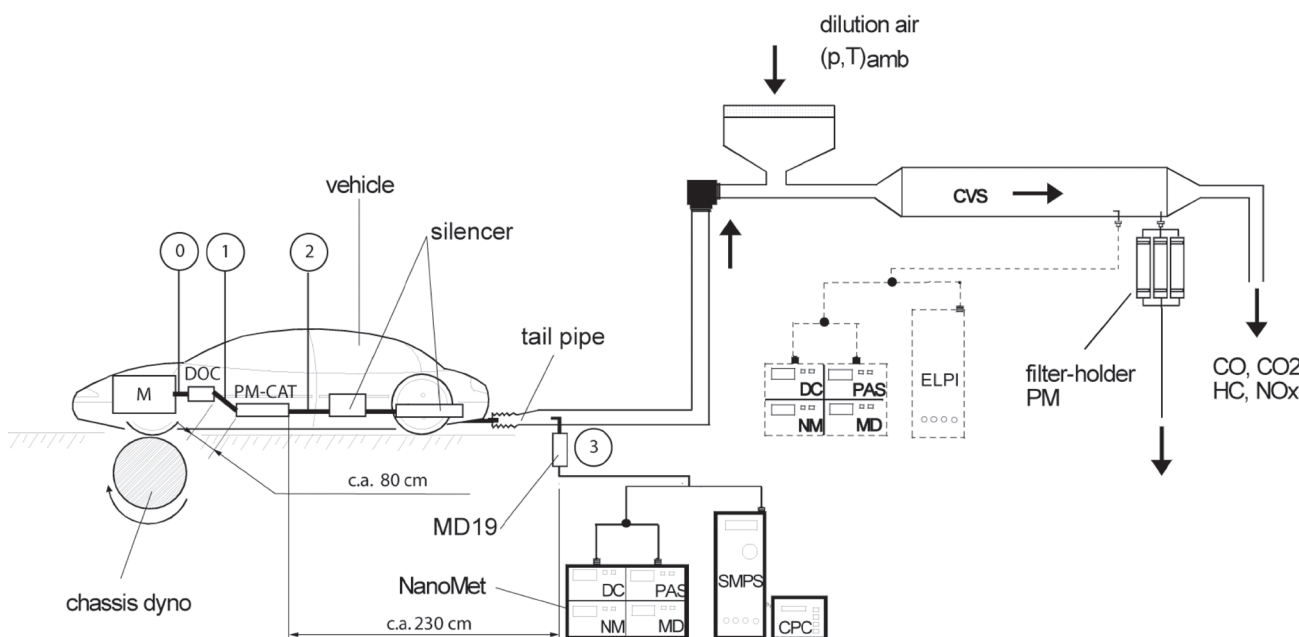 dilution air
(p,T)amb
vehicle
silencer
CVS
0
1
2
tail pipe
DOC
PM-CAT
M
ELPI
DC
PAS
NM
MD
filter-holder
PM
CO, CO2
HC, NOx
3
c.a. 80 cm
MD19
chassis dyno
NanoMet
DC
PAS
NM
MD
SMPS
CPC
c.a. 230 cm